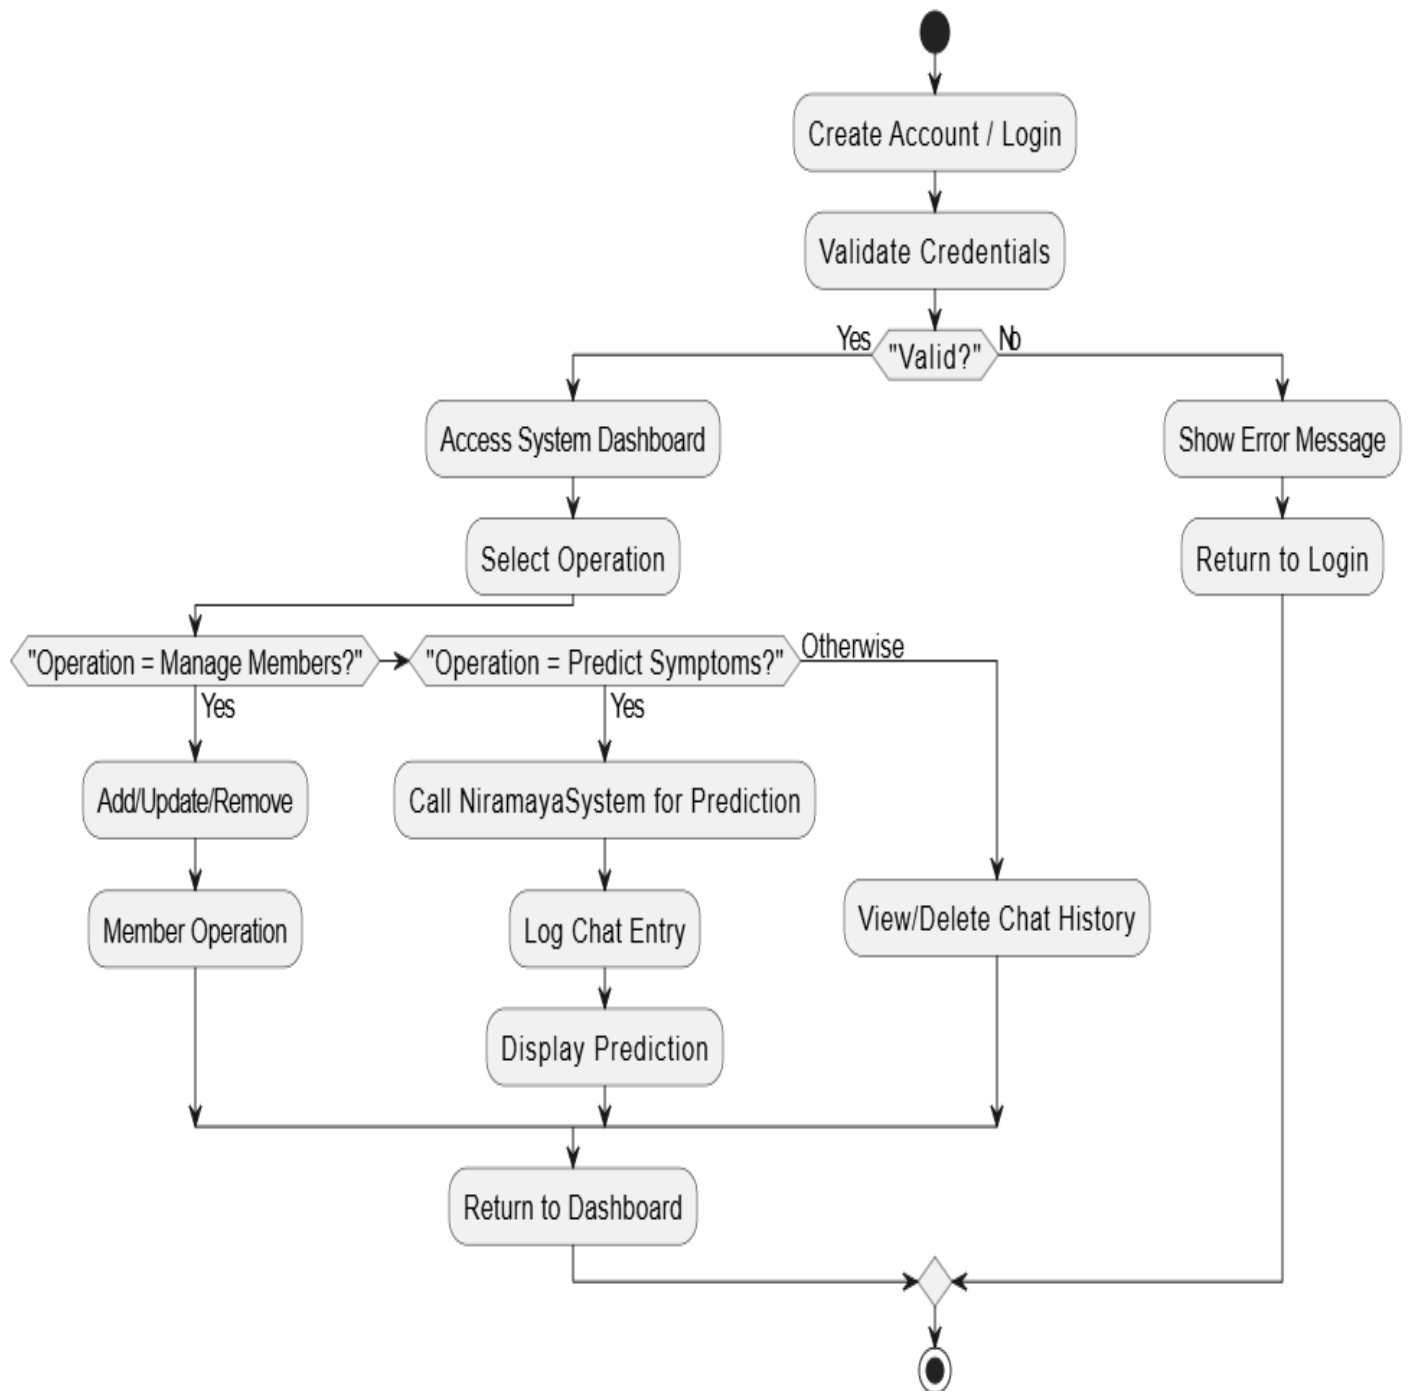 Create Account / Login
Validate Credentials
Yes
"Valid?"
No
Access System Dashboard
Show Error Message
Select Operation
Return to Login
"Operation = Manage Members?"
"Operation = Predict Symptoms?"
Otherwise
Yes
Yes
Add/Update/Remove
Call NiramayaSystem for Prediction
Member Operation
Log Chat Entry
View/Delete Chat History
Display Prediction
Return to Dashboard